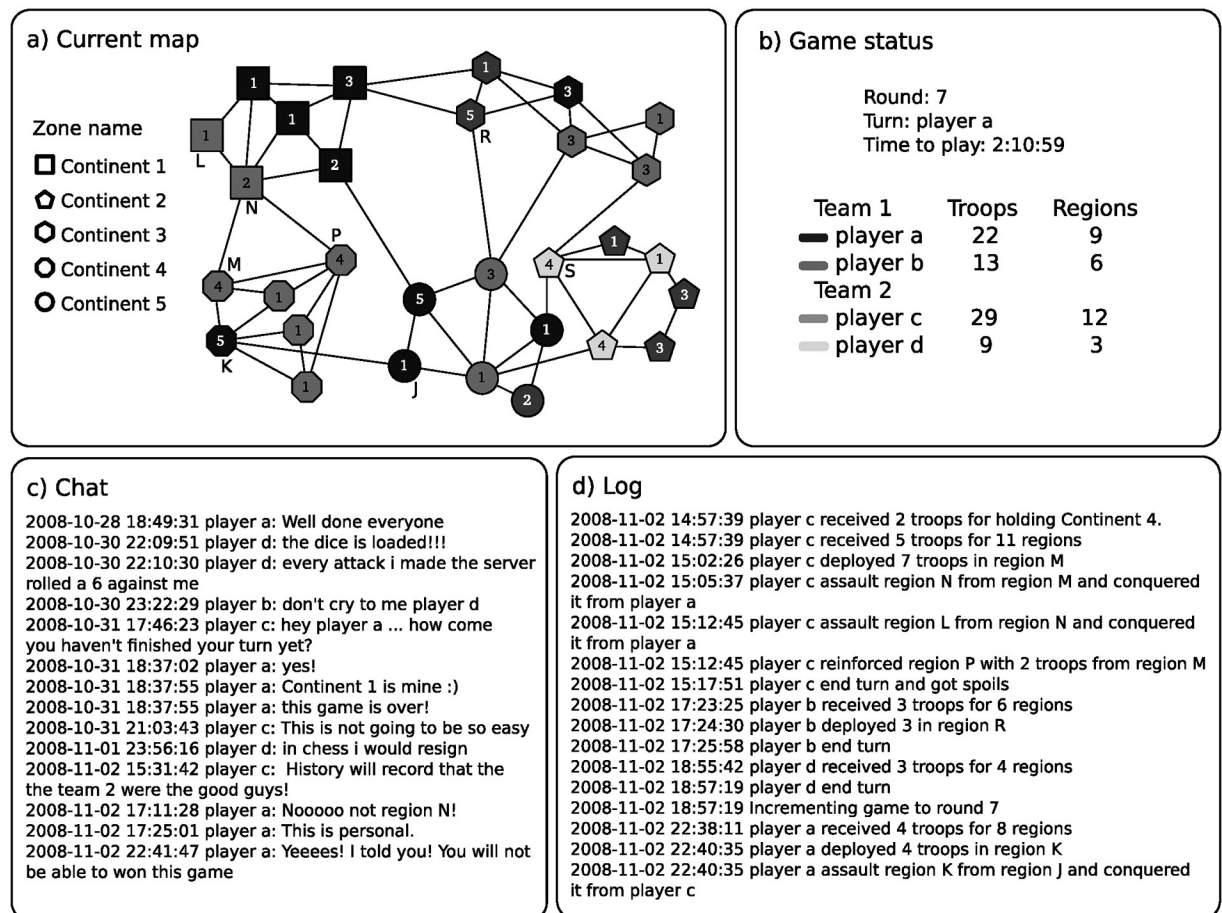 a) Current map
Zone name
Continent 1
Continent 2
Continent 3
Continent 4
Continent 5
1
3
1
1
L
2
2
N
1
3
5
R
3
1
3
P
M
4
4
1
1
5
K
1
3
5
1
1
J
1
2
4
S
1
1
3
4
3
b) Game status
Round: 7
Turn: player a
Time to play: 2:10:59
Team 1 Troops Regions
player a 22 9
player b 13 6
Team 2
player c 29 12
player d 9 3
c) Chat
2008-10-28 18:49:31 player a: Well done everyone
2008-10-30 22:09:51 player d: the dice is loaded!!!
2008-10-30 22:10:30 player d: every attack i made the server
rolled a 6 against me
2008-10-30 23:22:29 player b: don't cry to me player d
2008-10-31 17:46:23 player c: hey player a ... how come
you haven't finished your turn yet?
2008-10-31 18:37:02 player a: yes!
2008-10-31 18:37:55 player a: Continent 1 is mine :)
2008-10-31 18:37:55 player a: this game is over!
2008-10-31 21:03:43 player c: This is not going to be so easy
2008-11-01 23:56:16 player d: in chess i would resign
2008-11-02 15:31:42 player c: History will record that the
the team 2 were the good guys!
2008-11-02 17:11:28 player a: Nooooo not region N!
2008-11-02 17:25:01 player a: This is personal.
2008-11-02 22:41:47 player a: Yeeees! I told you! You will not
be able to won this game
d) Log
2008-11-02 14:57:39 player c received 2 troops for holding Continent 4.
2008-11-02 14:57:39 player c received 5 troops for 11 regions
2008-11-02 15:02:26 player c deployed 7 troops in region M
2008-11-02 15:05:37 player c assault region N from region M and conquered
it from player a
2008-11-02 15:12:45 player c assault region L from region N and conquered
it from player a
2008-11-02 15:12:45 player c reinforced region P with 2 troops from region M
2008-11-02 15:17:51 player c end turn and got spoils
2008-11-02 17:23:25 player b received 3 troops for 6 regions
2008-11-02 17:24:30 player b deployed 3 in region R
2008-11-02 17:25:58 player b end turn
2008-11-02 18:55:42 player d received 3 troops for 4 regions
2008-11-02 18:57:19 player d end turn
2008-11-02 18:57:19 Incrementing game to round 7
2008-11-02 22:38:11 player a received 4 troops for 8 regions
2008-11-02 22:40:35 player a deployed 4 troops in region K
2008-11-02 22:40:35 player a assault region K from region J and conquered
it from player c